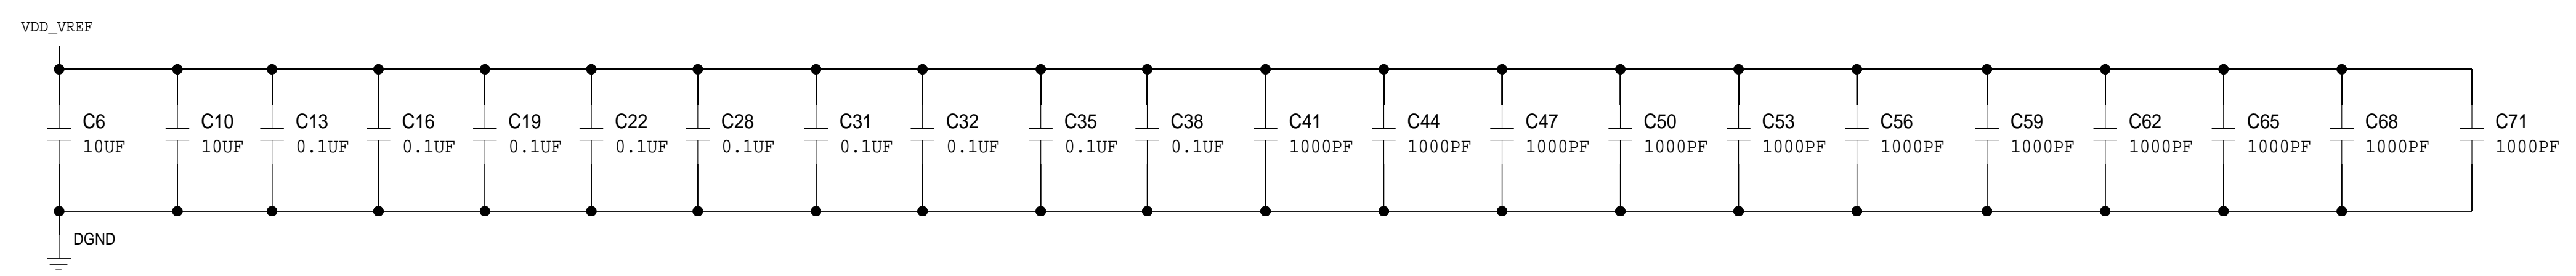 VDD_VREF
C6 C10 C13 C16 C19 C22 C28 C31 C32 C35 C38 C41 C44 C47 C50 C53 C56 C59 C62 C65 C68 C71
10UF 10UF 0.1UF 0.1UF 0.1UF 0.1UF 0.1UF 0.1UF 0.1UF 0.1UF 0.1UF 1000PF 1000PF 1000PF 1000PF 1000PF 1000PF 1000PF 1000PF 1000PF 1000PF 1000PF
DGND